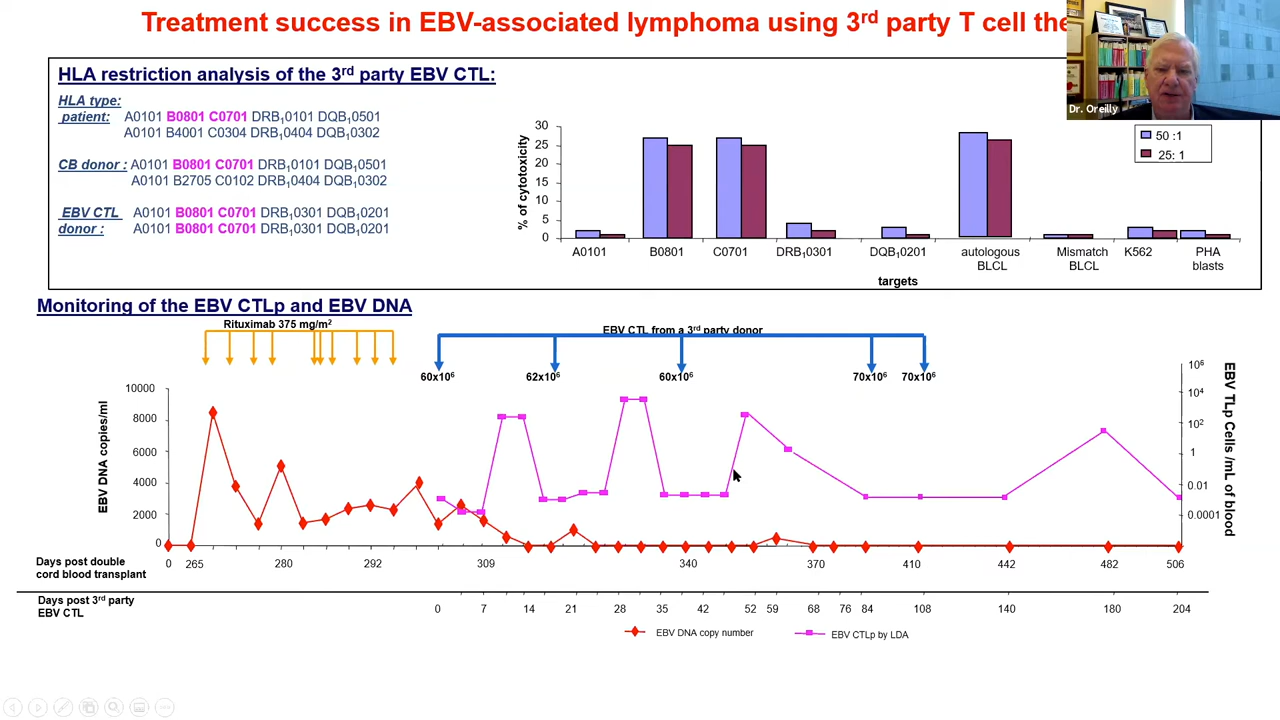 Treatment success in EBV-associated lymphoma using 3rd party T cell the
Dr. Oreilly
HLA restriction analysis of the 3rd party EBV CTL:
HLA type:
patient: A0101 B0801 C0701 DRB10101 DQB10501
A0101 B4001 C0304 DRB10404 DQB10302
CB donor : A0101 B0801 C0701 DRB10101 DQB10501
A0101 B2705 C0102 DRB10404 DQB10302
EBV CTL A0101 B0801 C0701 DRB10301 DQB10201
donor : A0101 B0801 C0701 DRB10301 DQB10201
% of cytotoxicity
30
25
20
15
10
5
0
50 :1
25: 1
A0101 B0801 C0701 DRB10301 DQB10201 autologous BLCL Mismatch BLCL K562 PHA blasts
targets
Monitoring of the EBV CTLp and EBV DNA
Rituximab 375 mg/m2
EBV CTL from a 3rd party donor
60x106 62x106 60x106 70x106 70x106
EBV DNA copies/ml
10000
8000
6000
4000
2000
0
106
104
102
1
0.01
0.0001
EBV TLp Cells /mL of blood
Days post double
cord blood transplant
0 265 280 292 309 340 370 410 442 482 506
Days post 3rd party
EBV CTL
0 7 14 21 28 35 42 52 59 68 76 84 108 140 180 204
EBV DNA copy number
EBV CTLp by LDA